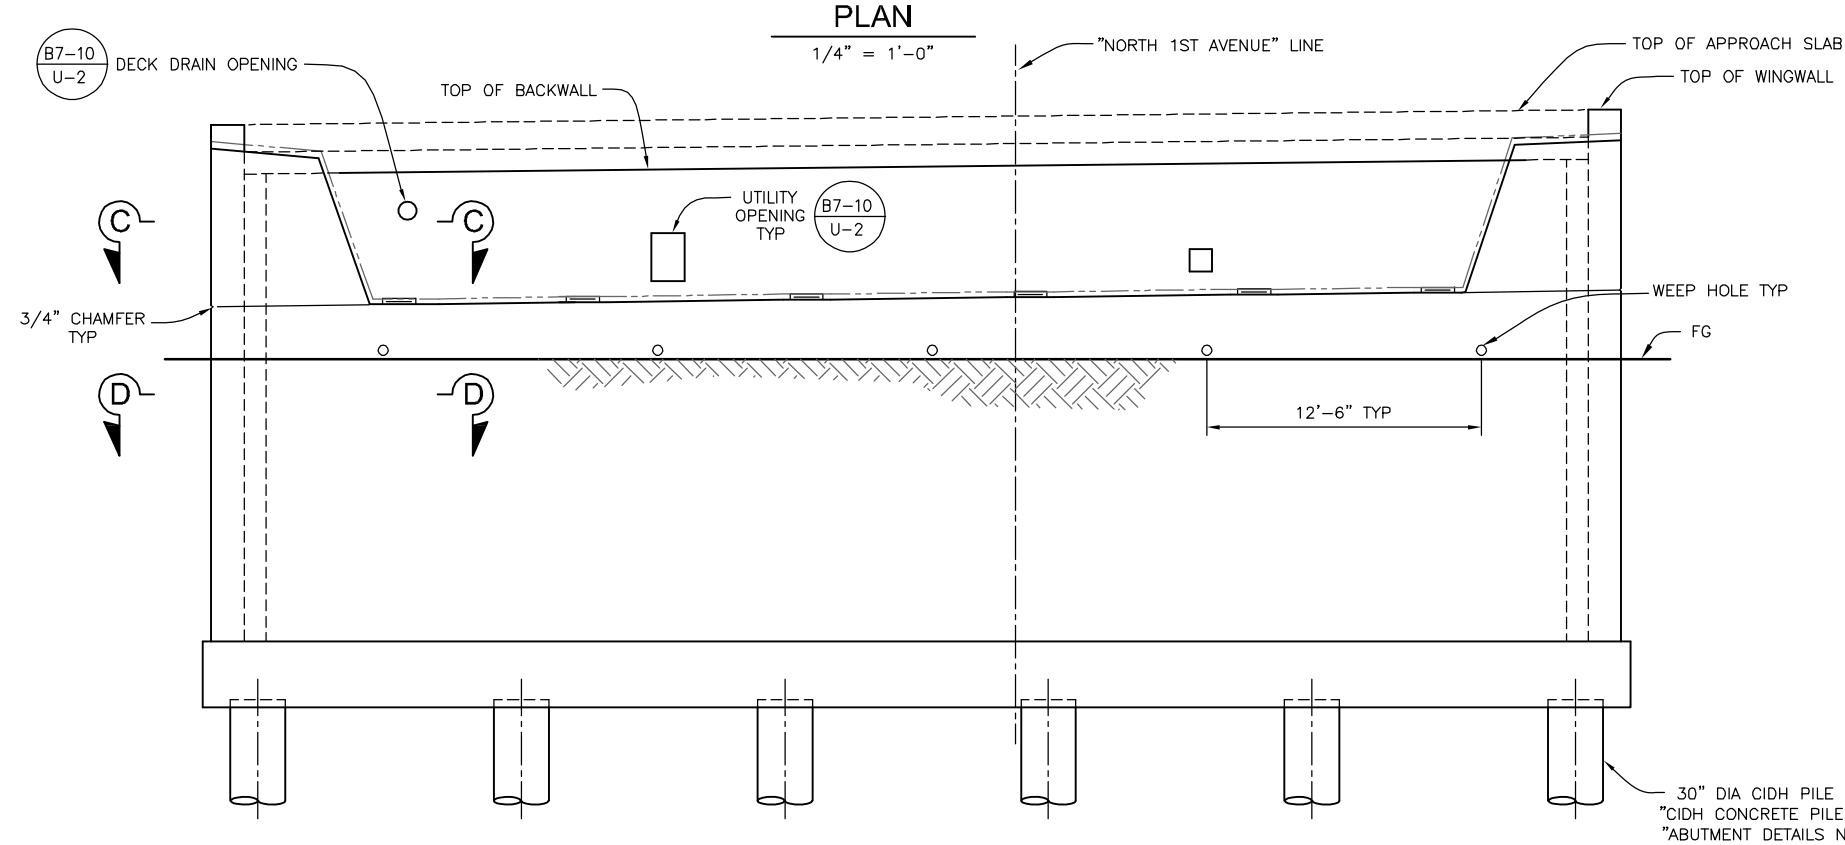 PLAN
1/4" = 1'-0"
B7-10
U-2
DECK DRAIN OPENING
TOP OF BACKWALL
"NORTH 1ST AVENUE" LINE
TOP OF APPROACH SLAB
TOP OF WINGWALL
C
C
UTILITY
OPENING
TYP
B7-10
U-2
3/4" CHAMFER
TYP
WEEP HOLE TYP
FG
D
D
12'-6" TYP
30" DIA CIDH PILE
"CIDH CONCRETE PILE
"ABUTMENT DETAILS N